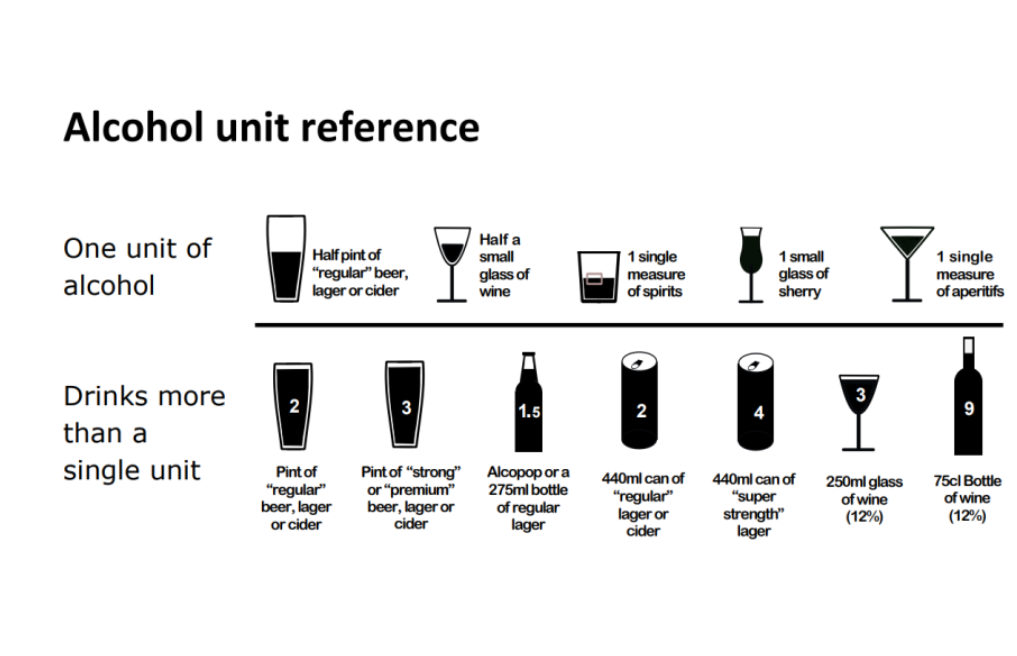 Alcohol unit reference
One unit of
alcohol
Half pint of
“regular” beer,
lager or cider
Half a
small
glass of
wine
1 single
measure
of spirits
1 small
glass of
sherry
1 single
measure
of aperitifs
Drinks more
than a
single unit
2
Pint of
“regular”
beer, lager
or cider
3
Pint of “strong”
or “premium”
beer, lager or
cider
1.5
Alcopop or a
275ml bottle
of regular
lager
2
440ml can of
“regular”
lager or
cider
4
440ml can of
“super
strength”
lager
3
250ml glass
of wine
(12%)
9
75cl Bottle
of wine
(12%)